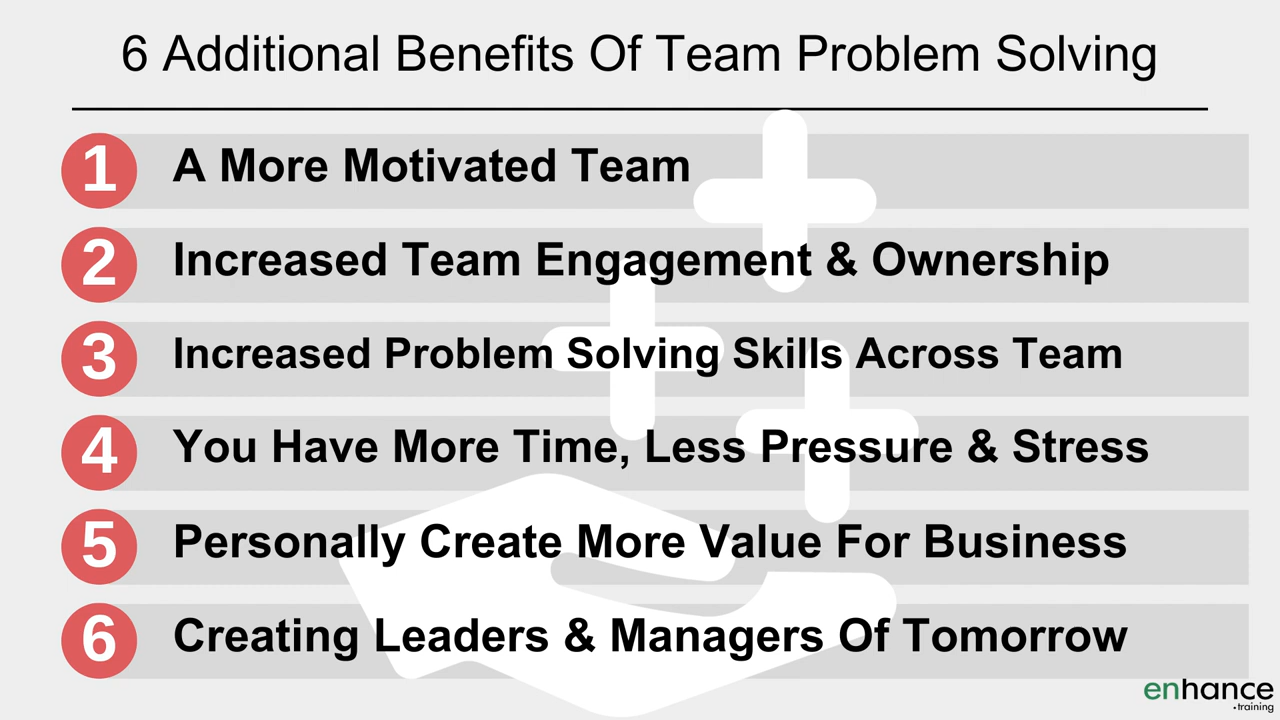 6 Additional Benefits Of Team Problem Solving
1 A More Motivated Team
2 Increased Team Engagement & Ownership
3 Increased Problem Solving Skills Across Team
4 You Have More Time, Less Pressure & Stress
5 Personally Create More Value For Business
6 Creating Leaders & Managers Of Tomorrow
enhance
•training